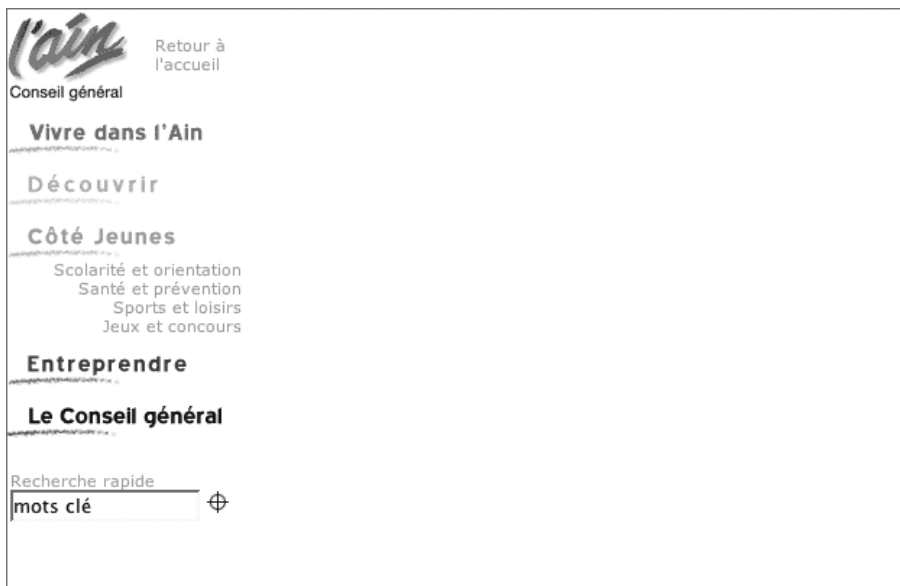 l'ain
Conseil général
Retour à
l'accueil
Vivre dans l'Ain
Découvrir
Côté Jeunes
Scolarité et orientation
Santé et prévention
Sports et loisirs
Jeux et concours
Entreprendre
Le Conseil général
Recherche rapide
mots clé